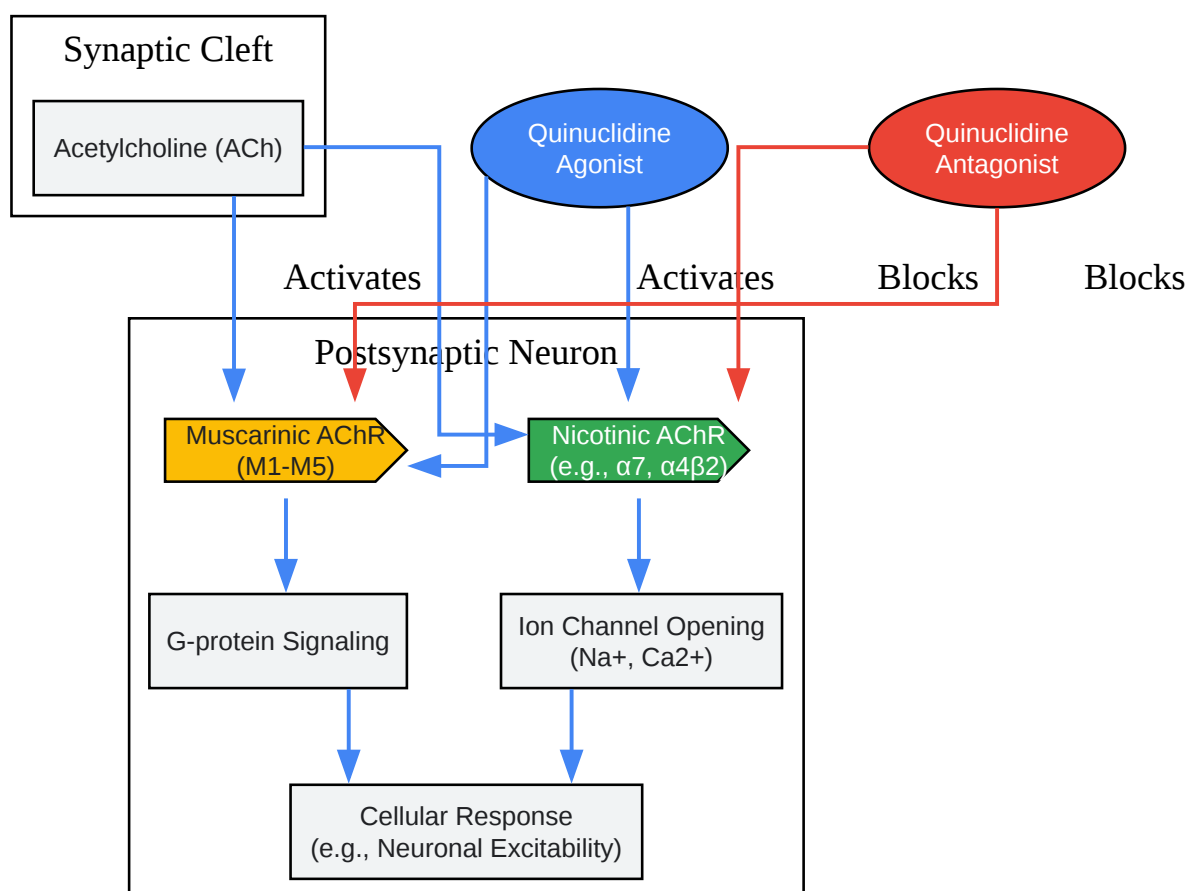 Synaptic Cleft
Acetylcholine (ACh)
Quinuclidine
Agonist
Quinuclidine
Antagonist
Activates
Activates
Blocks
Blocks
Postsynaptic Neuron
Muscarinic AChR
(M1-M5)
Nicotinic AChR
(e.g., α7, α4β2)
G-protein Signaling
Ion Channel Opening
(Na+, Ca2+)
Cellular Response
(e.g., Neuronal Excitability)